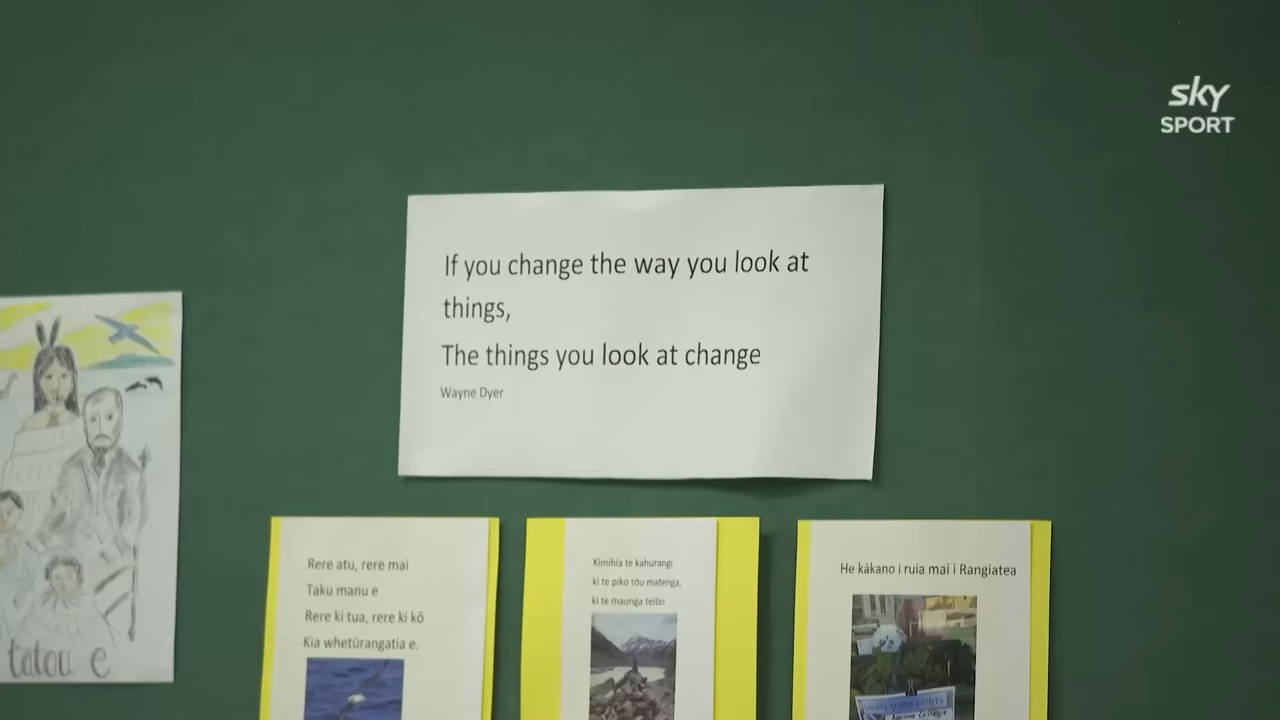 sky
SPORT
If you change the way you look at
things,
The things you look at change
Wayne Dyer
tatou e
Rere atu, rere mai
Taku manu e
Rere ki tua, rere ki kō
Kia whetūrangatia e.
Kimihia te kahurangi
ki te piko tōu matenga,
ki te maunga teitei
He kākano i ruia mai i Rangiatea
College